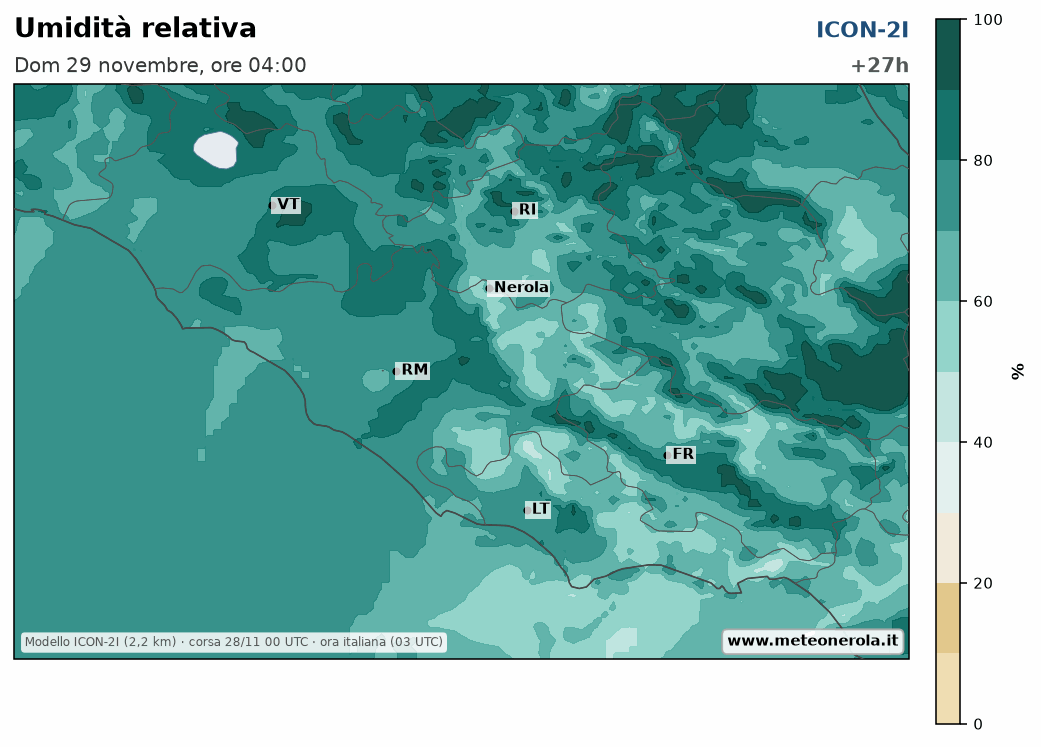 Umidità relativa
ICON-2I
Dom 29 novembre, ore 04:00
+27h
VT
RI
Nerola
RM
FR
LT
Modello ICON-2I (2,2 km) · corsa 28/11 00 UTC · ora italiana (03 UTC)
www.meteonerola.it
100
80
60
40
20
0
%